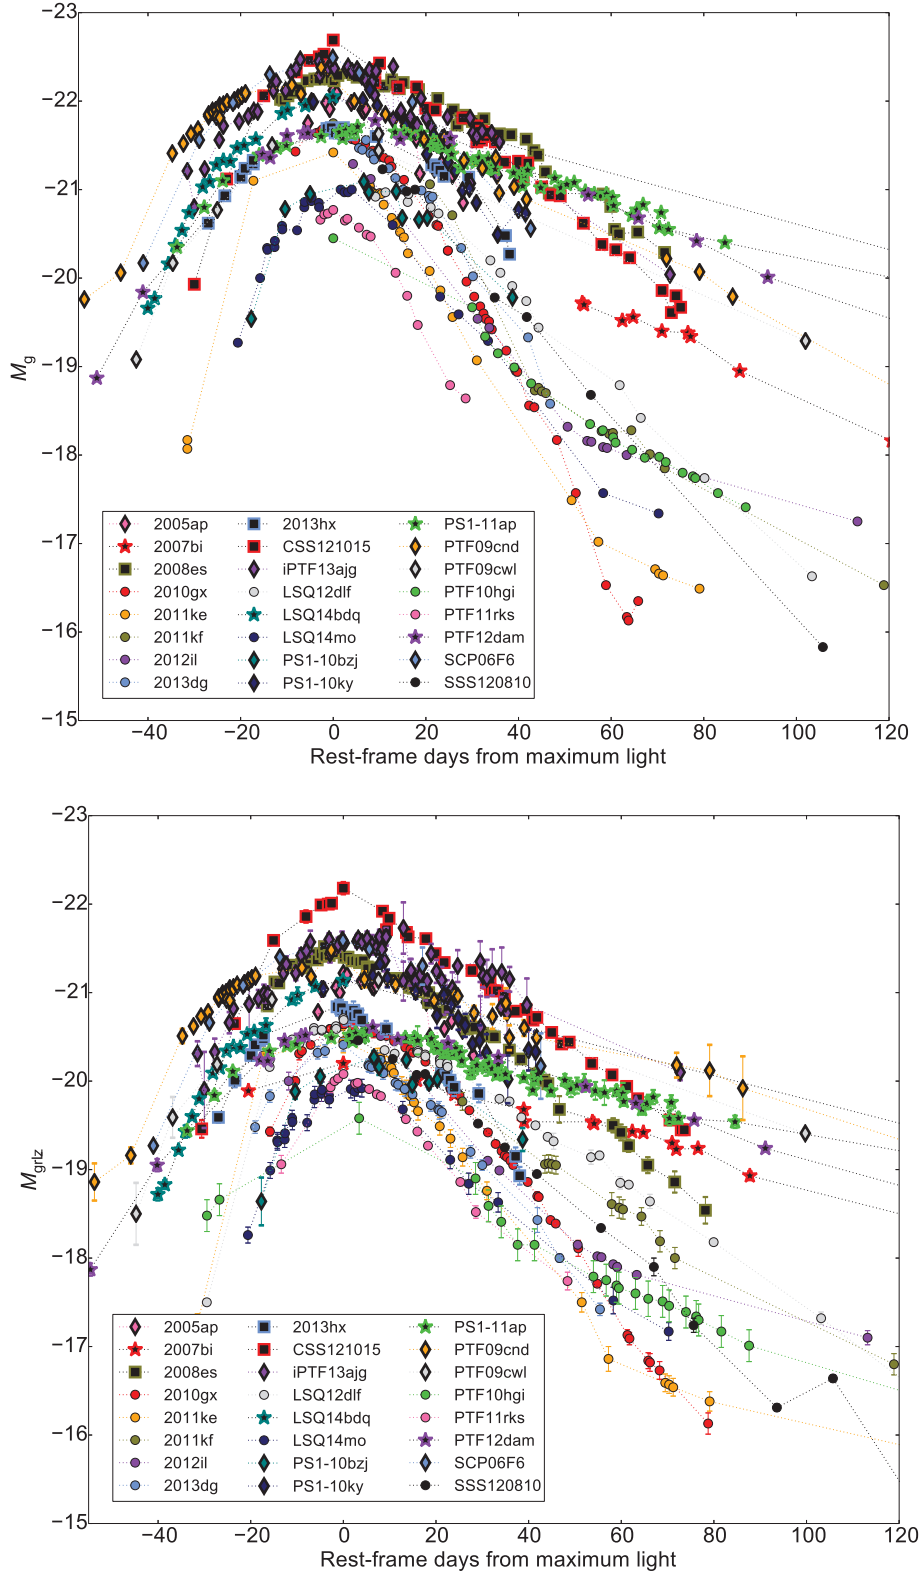 −23
−22
−21
−20
−19
−18
−17
−16
−15
Mg
2005ap 2013hx PS1-11ap
2007bi CSS121015 PTF09cnd
2008es iPTF13ajg PTF09cwl
2010gx LSQ12dlf PTF10hgi
2011ke LSQ14bdq PTF11rks
2011kf LSQ14mo PTF12dam
2012il PS1-10bzj SCP06F6
2013dg PS1-10ky SSS120810
−40 −20 0 20 40 60 80 100 120
Rest-frame days from maximum light
−23
−22
−21
−20
−19
−18
−17
−16
−15
Mgriz
2005ap 2013hx PS1-11ap
2007bi CSS121015 PTF09cnd
2008es iPTF13ajg PTF09cwl
2010gx LSQ12dlf PTF10hgi
2011ke LSQ14bdq PTF11rks
2011kf LSQ14mo PTF12dam
2012il PS1-10bzj SCP06F6
2013dg PS1-10ky SSS120810
−40 −20 0 20 40 60 80 100 120
Rest-frame days from maximum light